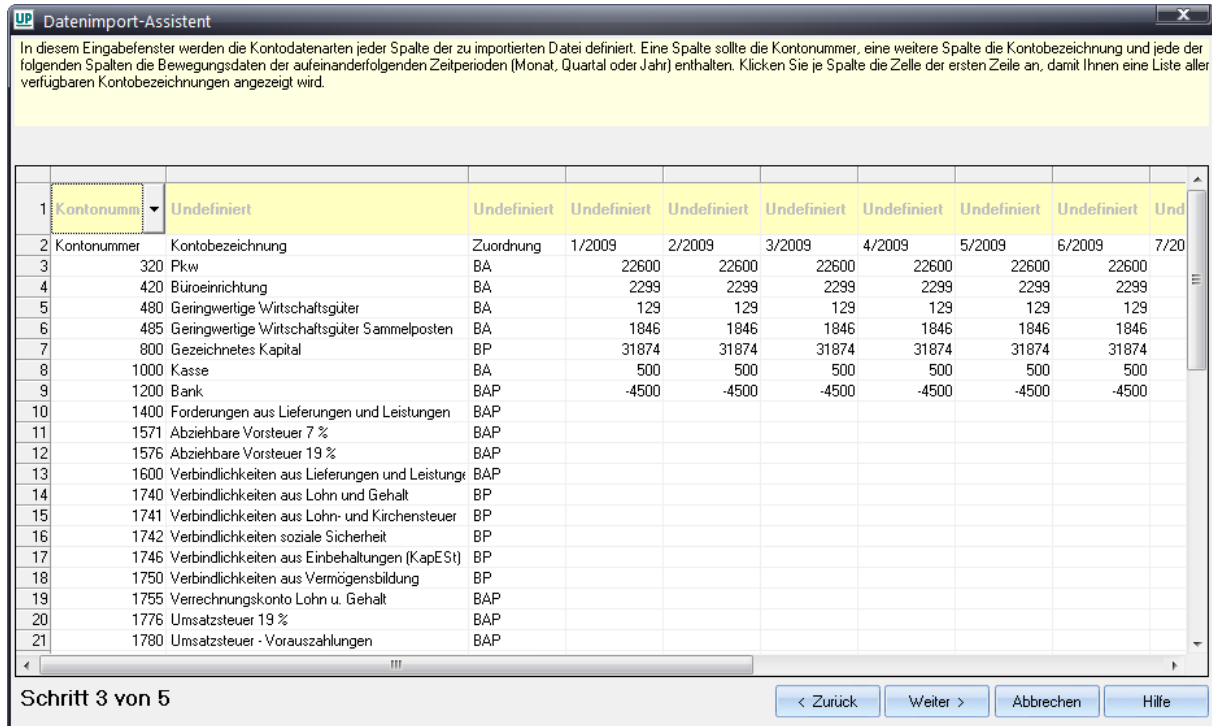 UP Datenimport-Assistent X
In diesem Eingabefenster werden die Kontodatenarten jeder Spalte der zu importierten Datei definiert. Eine Spalte sollte die Kontonummer, eine weitere Spalte die Kontobezeichnung und jede der
folgenden Spalten die Bewegungsdaten der aufeinanderfolgenden Zeitperioden (Monat, Quartal oder Jahr) enthalten. Klicken Sie je Spalte die Zelle der ersten Zeile an, damit Ihnen eine Liste aller
verfügbaren Kontobezeichnungen angezeigt wird.
1 Kontonumm Undefiniert Undefiniert Undefiniert Undefiniert Undefiniert Undefiniert Undefiniert Undefiniert Und
2 Kontonummer Kontobezeichnung Zuordnung 1/2009 2/2009 3/2009 4/2009 5/2009 6/2009 7/20
3 320 Pkw BA 22600 22600 22600 22600 22600 22600
4 420 Büroeinrichtung BA 2299 2299 2299 2299 2299 2299
5 480 Geringwertige Wirtschaftsgüter BA 129 129 129 129 129 129
6 485 Geringwertige Wirtschaftsgüter Sammelposten BA 1846 1846 1846 1846 1846 1846
7 800 Gezeichnetes Kapital BP 31874 31874 31874 31874 31874 31874
8 1000 Kasse BA 500 500 500 500 500 500
9 1200 Bank BAP -4500 -4500 -4500 -4500 -4500 -4500
10 1400 Forderungen aus Lieferungen und Leistungen BAP
11 1571 Abziehbare Vorsteuer 7 % BAP
12 1576 Abziehbare Vorsteuer 19 % BAP
13 1600 Verbindlichkeiten aus Lieferungen und Leistunge BAP
14 1740 Verbindlichkeiten aus Lohn und Gehalt BP
15 1741 Verbindlichkeiten aus Lohn- und Kirchensteuer BP
16 1742 Verbindlichkeiten soziale Sicherheit BP
17 1746 Verbindlichkeiten aus Einbehaltungen (KapESt) BP
18 1750 Verbindlichkeiten aus Vermögensbildung BP
19 1755 Verrechnungskonto Lohn u. Gehalt BAP
20 1776 Umsatzsteuer 19 % BAP
21 1780 Umsatzsteuer - Vorauszahlungen BAP
Schritt 3 von 5 < Zurück Weiter > Abbrechen Hilfe